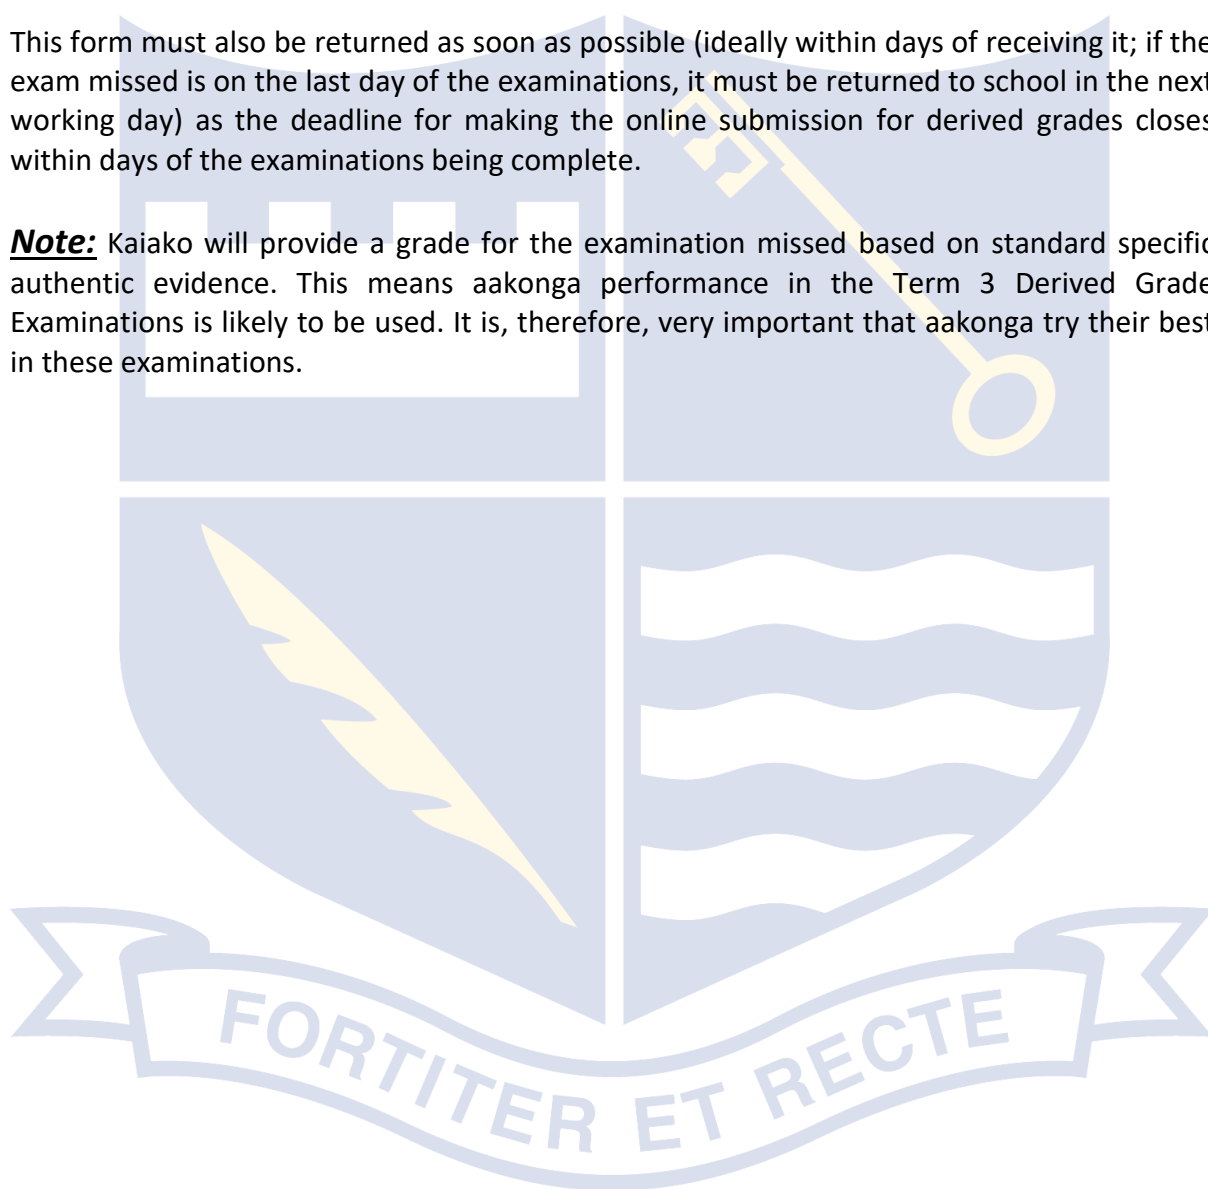 This form must also be returned as soon as possible (ideally within days of receiving it; if the
exam missed is on the last day of the examinations, it must be returned to school in the next
working day) as the deadline for making the online submission for derived grades closes
within days of the examinations being complete.
Note: Kaiako will provide a grade for the examination missed based on standard specific
authentic evidence. This means aakonga performance in the Term 3 Derived Grade
Examinations is likely to be used. It is, therefore, very important that aakonga try their best
in these examinations.
FORTITER ET RECTE